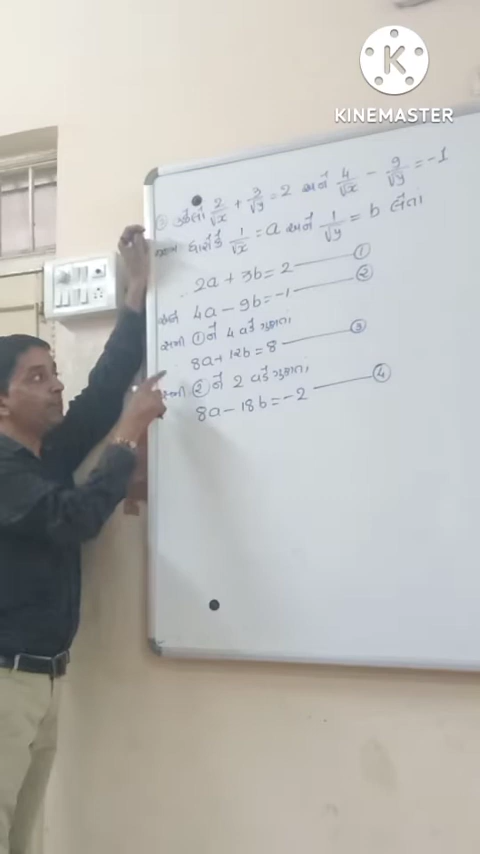 K
KINEMASTER
ઉકેલો 2/√x + 3/√y = 2 અને 4/√x - 9/√y = -1
ધારોકે 1/√x = a અને 1/√y = b લેતા
2a + 3b = 2 —— ①
અને 4a - 9b = -1 —— ②
સમી ① ને 4 વડે ગુણતા,
8a + 12b = 8 —— ③
સમી ② ને 2 વડે ગુણતા,
8a - 18b = -2 —— ④